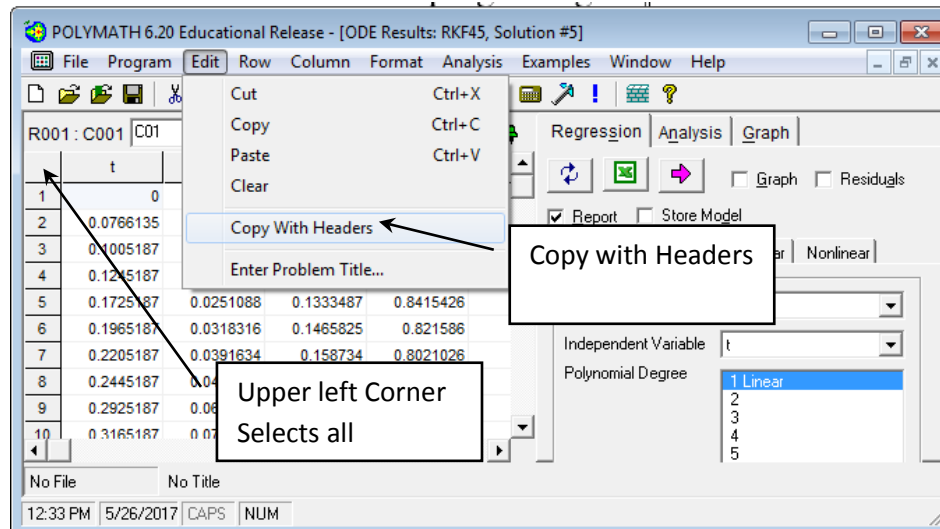 POLYMATH 6.20 Educational Release - [ODE Results: RKF45, Solution #5]
File Program Edit Row Column Format Analysis Examples Window Help
Cut Ctrl+X
Copy Ctrl+C
Paste Ctrl+V
Clear
Copy With Headers
Enter Problem Title...
R001 : C001 C01
t
1 0
2 0.0766135
3 0.1005187
4 0.1245187
5 0.1725187 0.0251088 0.1333487 0.8415426
6 0.1965187 0.0318316 0.1465825 0.821586
7 0.2205187 0.0391634 0.158734 0.8021026
8 0.2445187 0.04
9 0.2925187 0.06
10 0.3165187 0.07
Upper left Corner
Selects all
Regression Analysis Graph
Graph Residuals
Report Store Model
Copy with Headers
Nonlinear
Independent Variable t
Polynomial Degree 1 Linear
2
3
4
5
No File No Title
12:33 PM 5/26/2017 CAPS NUM